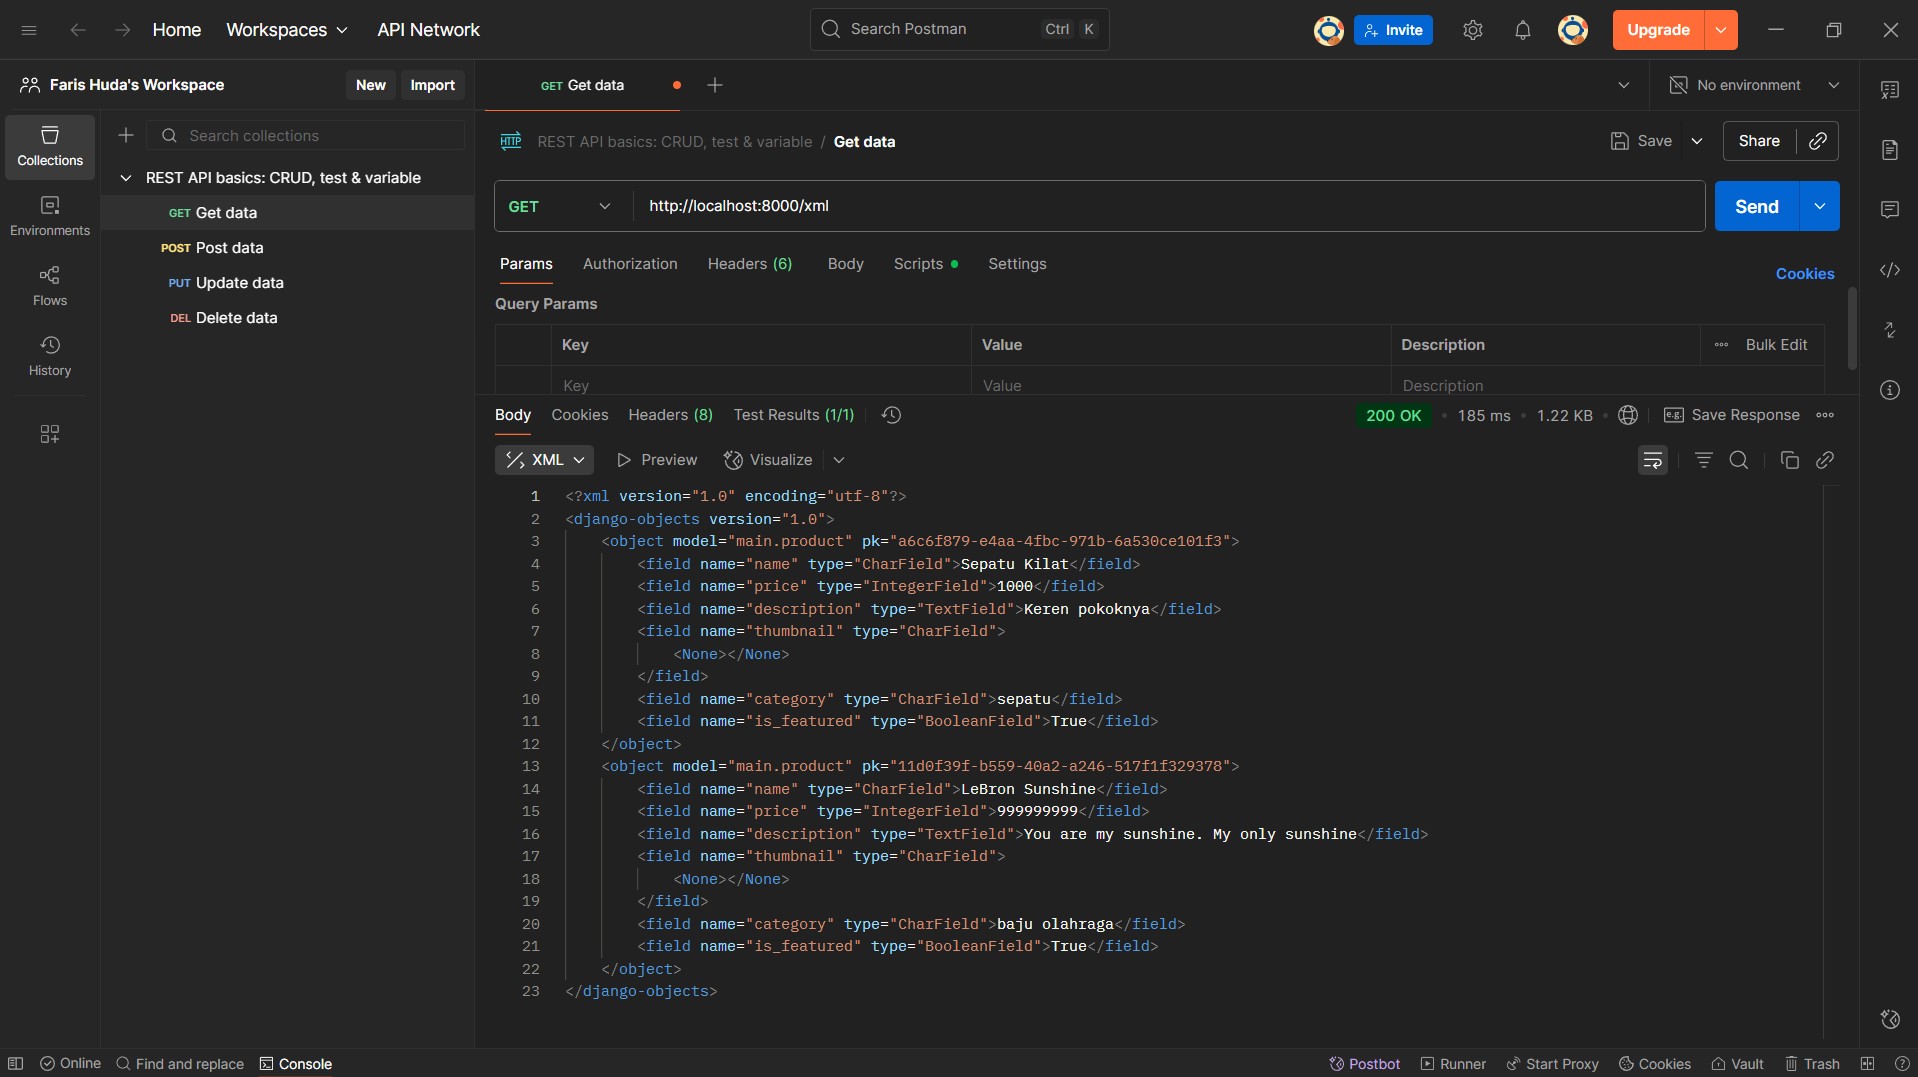 Home Workspaces API Network Search Postman Ctrl K Invite Upgrade
Faris Huda's Workspace New Import GET Get data No environment
Search collections
Collections
Environments
Flows
History
REST API basics: CRUD, test & variable
GET Get data
POST Post data
PUT Update data
DEL Delete data
HTTP REST API basics: CRUD, test & variable / Get data Save Share
GET http://localhost:8000/xml Send
Params Authorization Headers (6) Body Scripts Settings Cookies
Query Params
Key Value Description Bulk Edit
Key Value Description
Body Cookies Headers (8) Test Results (1/1) 200 OK 185 ms 1.22 KB e.g. Save Response
XML Preview Visualize
1 <?xml version="1.0" encoding="utf-8"?>
2 <django-objects version="1.0">
3 <object model="main.product" pk="a6c6f879-e4aa-4fbc-971b-6a530ce101f3">
4 <field name="name" type="CharField">Sepatu Kilat</field>
5 <field name="price" type="IntegerField">1000</field>
6 <field name="description" type="TextField">Keren pokoknya</field>
7 <field name="thumbnail" type="CharField">
8 <None></None>
9 </field>
10 <field name="category" type="CharField">sepatu</field>
11 <field name="is_featured" type="BooleanField">True</field>
12 </object>
13 <object model="main.product" pk="11d0f39f-b559-40a2-a246-517f1f329378">
14 <field name="name" type="CharField">LeBron Sunshine</field>
15 <field name="price" type="IntegerField">999999999</field>
16 <field name="description" type="TextField">You are my sunshine. My only sunshine</field>
17 <field name="thumbnail" type="CharField">
18 <None></None>
19 </field>
20 <field name="category" type="CharField">baju olahraga</field>
21 <field name="is_featured" type="BooleanField">True</field>
22 </object>
23 </django-objects>
Online Find and replace Console Postbot Runner Start Proxy Cookies Vault Trash